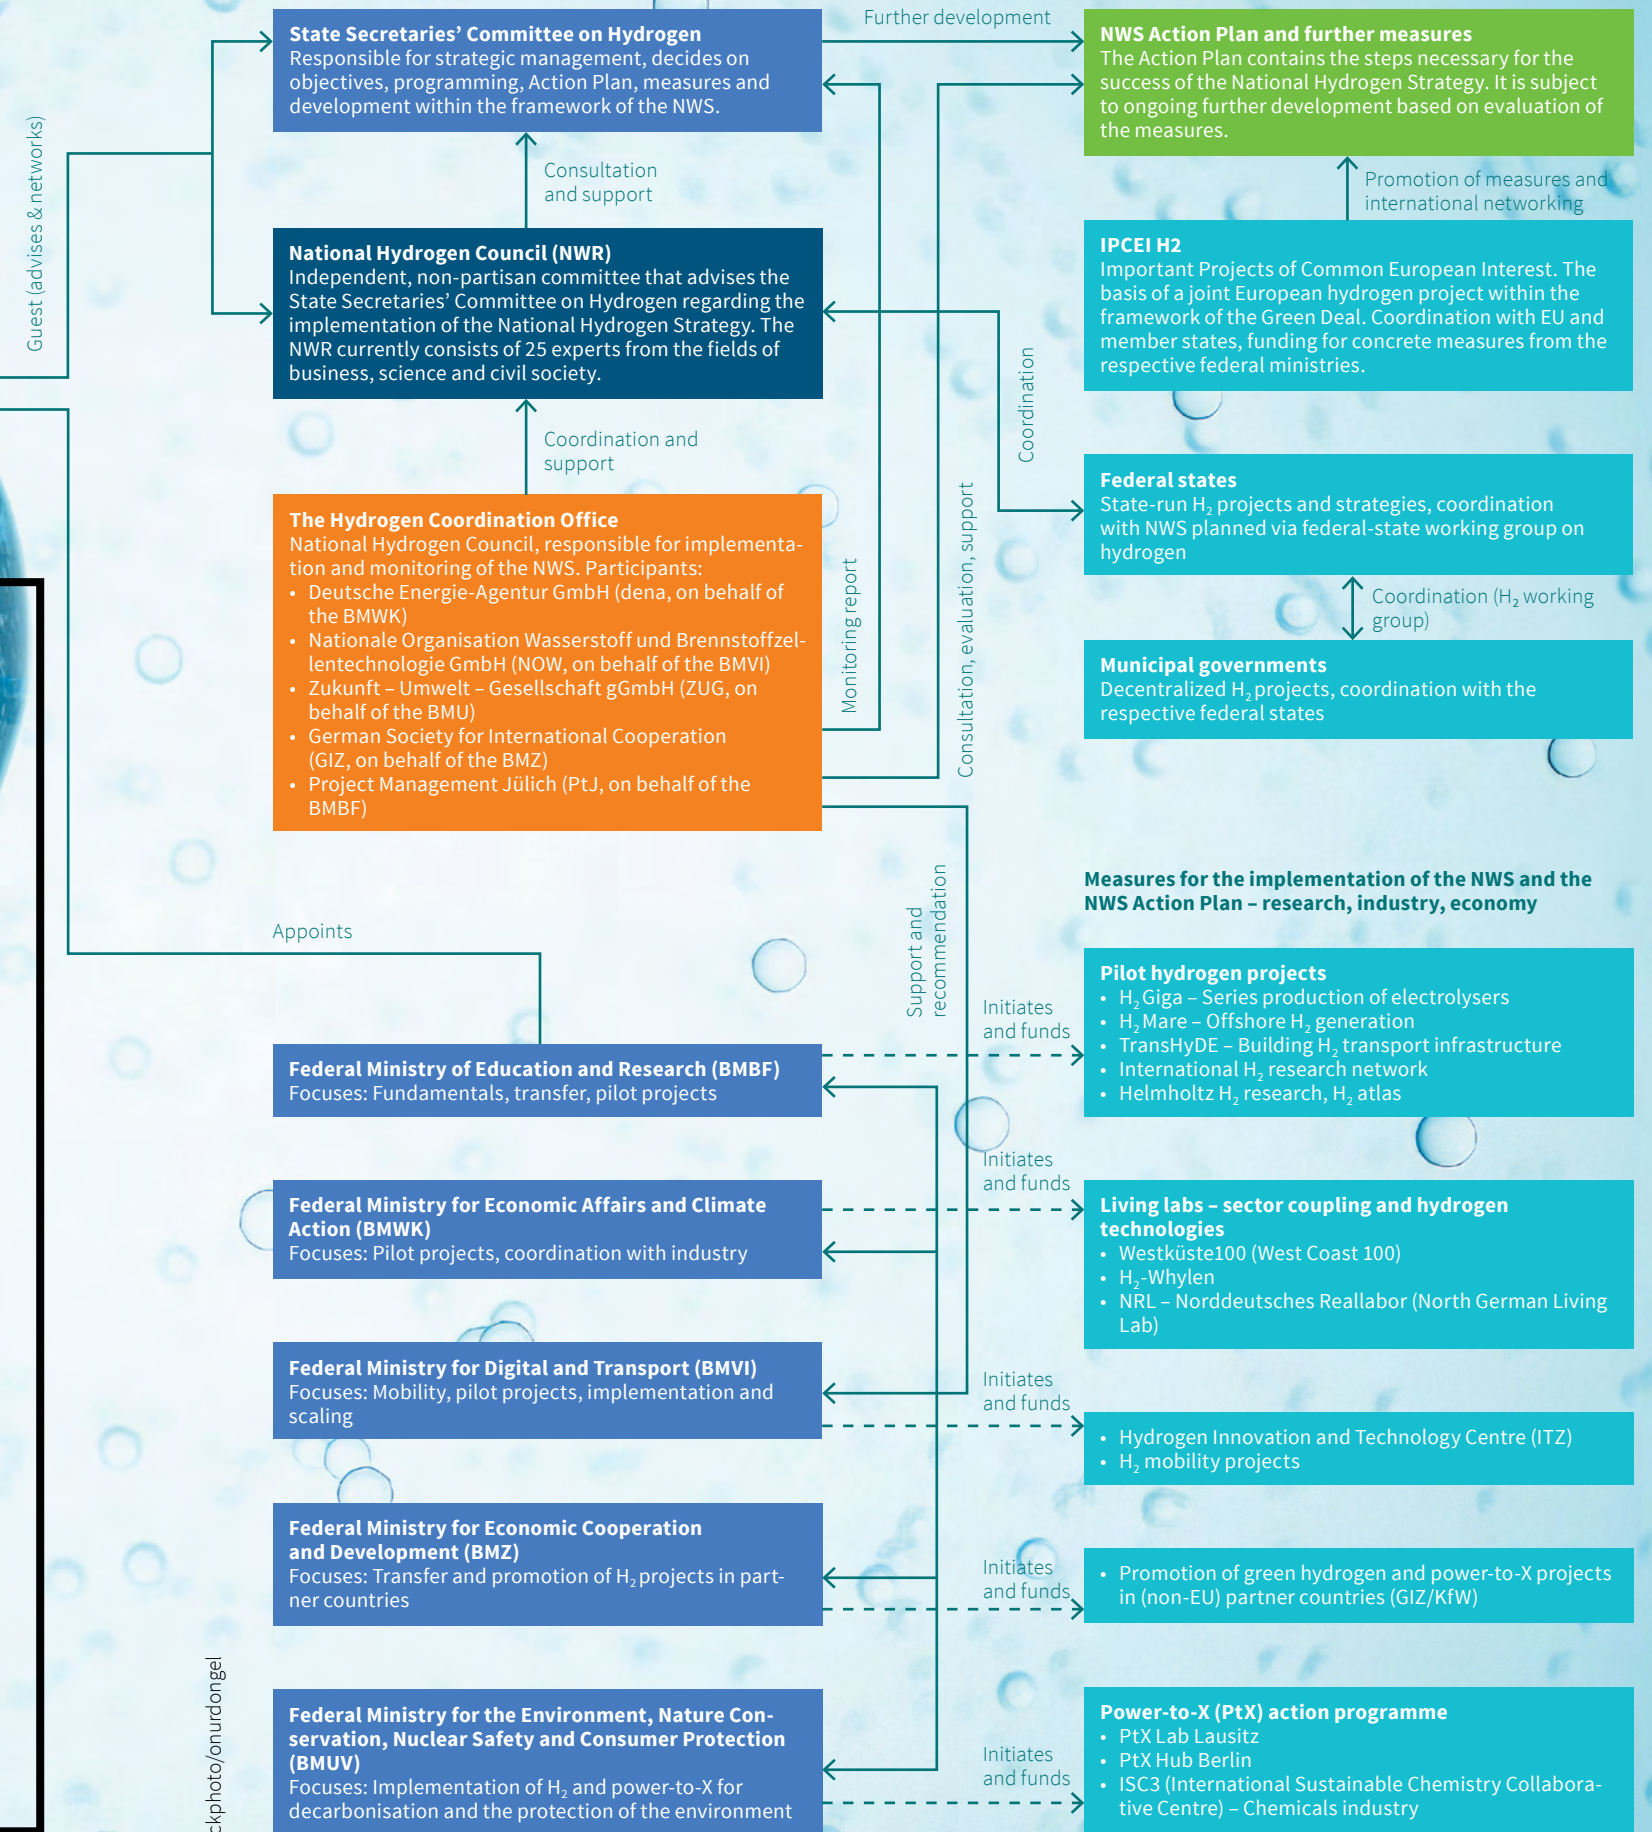 Further development
State Secretaries’ Committee on Hydrogen
Responsible for strategic management, decides on
objectives, programming, Action Plan, measures and
development within the framework of the NWS.
NWS Action Plan and further measures
The Action Plan contains the steps necessary for the
success of the National Hydrogen Strategy. It is subject
to ongoing further development based on evaluation of
the measures.
Guest (advises & networks)
Consultation
and support
Promotion of measures and
international networking
National Hydrogen Council (NWR)
Independent, non-partisan committee that advises the
State Secretaries’ Committee on Hydrogen regarding the
implementation of the National Hydrogen Strategy. The
NWR currently consists of 25 experts from the fields of
business, science and civil society.
IPCEI H2
Important Projects of Common European Interest. The
basis of a joint European hydrogen project within the
framework of the Green Deal. Coordination with EU and
member states, funding for concrete measures from the
respective federal ministries.
Coordination
Coordination and
support
Federal states
State-run H₂ projects and strategies, coordination
with NWS planned via federal-state working group on
hydrogen
The Hydrogen Coordination Office
National Hydrogen Council, responsible for implementa-
tion and monitoring of the NWS. Participants:
• Deutsche Energie-Agentur GmbH (dena, on behalf of
the BMWK)
• Nationale Organisation Wasserstoff und Brennstoffzel-
lentechnologie GmbH (NOW, on behalf of the BMVI)
• Zukunft – Umwelt – Gesellschaft gGmbH (ZUG, on
behalf of the BMU)
• German Society for International Cooperation
(GIZ, on behalf of the BMZ)
• Project Management Jülich (PtJ, on behalf of the
BMBF)
Monitoring report
Consultation, evaluation, support
Coordination (H₂ working
group)
Municipal governments
Decentralized H₂ projects, coordination with the
respective federal states
Support and
recommendation
Measures for the implementation of the NWS and the
NWS Action Plan – research, industry, economy
Appoints
Federal Ministry of Education and Research (BMBF)
Focuses: Fundamentals, transfer, pilot projects
Initiates
and funds
Pilot hydrogen projects
• H₂Giga – Series production of electrolysers
• H₂Mare – Offshore H₂ generation
• TransHyDE – Building H₂ transport infrastructure
• International H₂ research network
• Helmholtz H₂ research, H₂ atlas
Federal Ministry for Economic Affairs and Climate
Action (BMWK)
Focuses: Pilot projects, coordination with industry
Initiates
and funds
Living labs – sector coupling and hydrogen
technologies
• Westküste100 (West Coast 100)
• H₂-Whylen
• NRL – Norddeutsches Reallabor (North German Living
Lab)
Federal Ministry for Digital and Transport (BMVI)
Focuses: Mobility, pilot projects, implementation and
scaling
Initiates
and funds
• Hydrogen Innovation and Technology Centre (ITZ)
• H₂ mobility projects
Federal Ministry for Economic Cooperation
and Development (BMZ)
Focuses: Transfer and promotion of H₂ projects in part-
ner countries
Initiates
and funds
• Promotion of green hydrogen and power-to-X projects
in (non-EU) partner countries (GIZ/KfW)
Federal Ministry for the Environment, Nature Con-
servation, Nuclear Safety and Consumer Protection
(BMUV)
Focuses: Implementation of H₂ and power-to-X for
decarbonisation and the protection of the environment
Initiates
and funds
Power-to-X (PtX) action programme
• PtX Lab Lausitz
• PtX Hub Berlin
• ISC3 (International Sustainable Chemistry Collabora-
tive Centre) – Chemicals industry
ckphoto/onurdongel